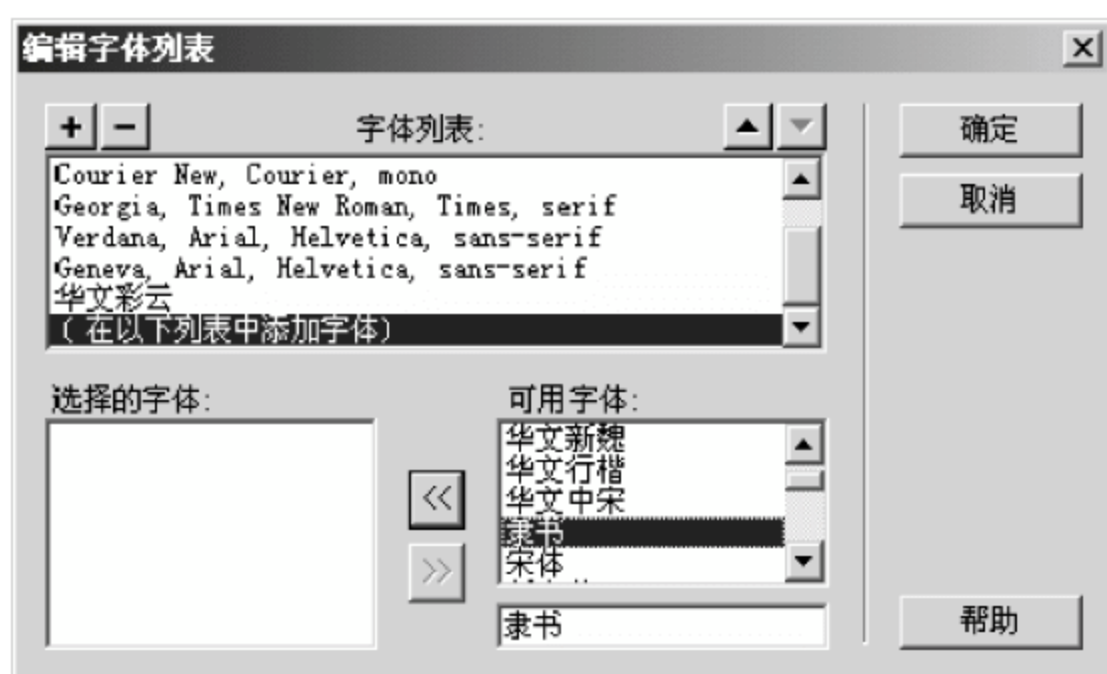 编辑字体列表
字体列表:
确定
取消
Courier New, Courier, mono
Georgia, Times New Roman, Times, serif
Verdana, Arial, Helvetica, sans-serif
Geneva, Arial, Helvetica, sans-serif
华文彩云
(在以下列表中添加字体)
选择的字体:
可用字体:
华文新魏
华文行楷
华文中宋
隶书
宋体
<<
>>
隶书
帮助